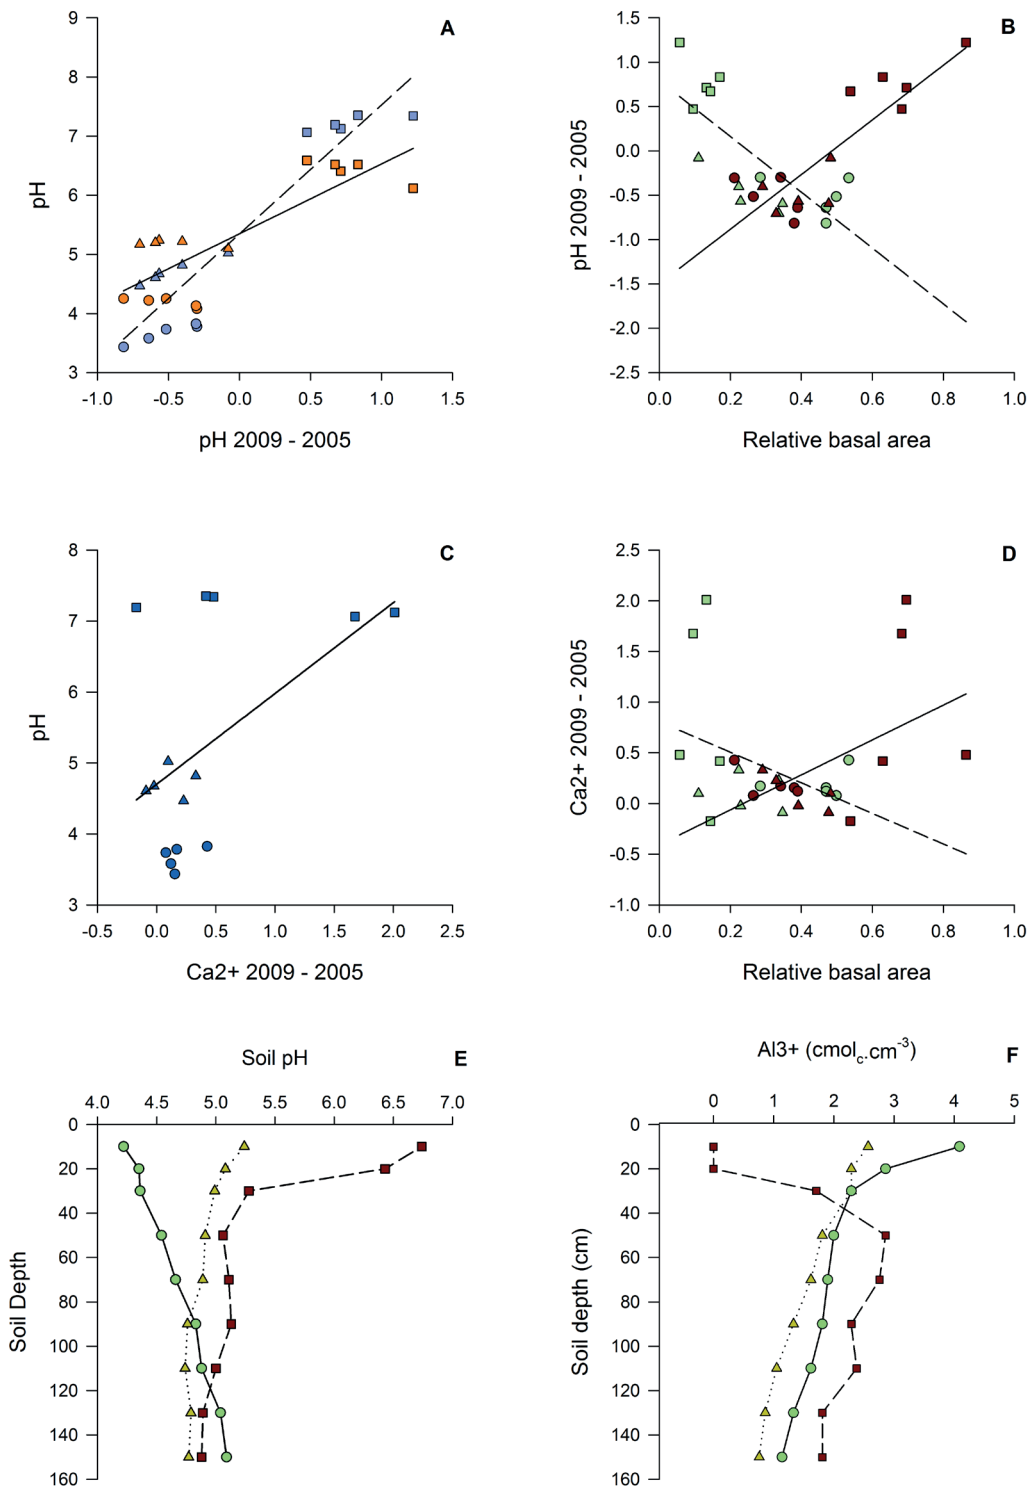 A
9
8
7
6
5
4
3
pH
-1.0 -0.5 0.0 0.5 1.0 1.5
pH 2009 - 2005
B
1.5
1.0
0.5
0.0
-0.5
-1.0
-1.5
-2.0
-2.5
pH 2009 - 2005
0.0 0.2 0.4 0.6 0.8 1.0
Relative basal area
C
8
7
6
5
4
3
pH
-0.5 0.0 0.5 1.0 1.5 2.0 2.5
Ca2+ 2009 - 2005
D
2.5
2.0
1.5
1.0
0.5
0.0
-0.5
-1.0
Ca2+ 2009 - 2005
0.0 0.2 0.4 0.6 0.8 1.0
Relative basal area
Soil pH
E
4.0 4.5 5.0 5.5 6.0 6.5 7.0
0
20
40
60
80
100
120
140
160
Soil Depth
Al3+ (cmolc.cm-3)
F
0 1 2 3 4 5
0
20
40
60
80
100
120
140
160
Soil depth (cm)